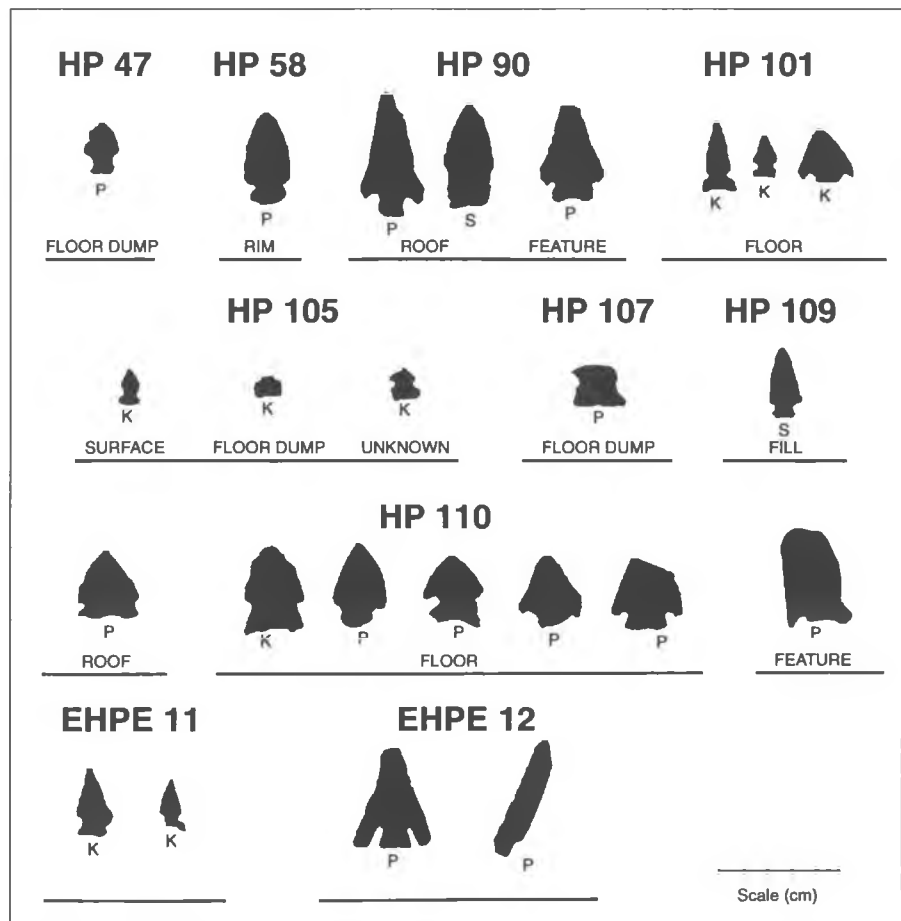 HP 47 HP 58 HP 90 HP 101
P P P S P K K K
FLOOR DUMP RIM ROOF FEATURE FLOOR
HP 105 HP 107 HP 109
K K K P S
SURFACE FLOOR DUMP UNKNOWN FLOOR DUMP FILL
HP 110
P K P P P P P
ROOF FLOOR FEATURE
EHPE 11 EHPE 12
K K P P
Scale (cm)